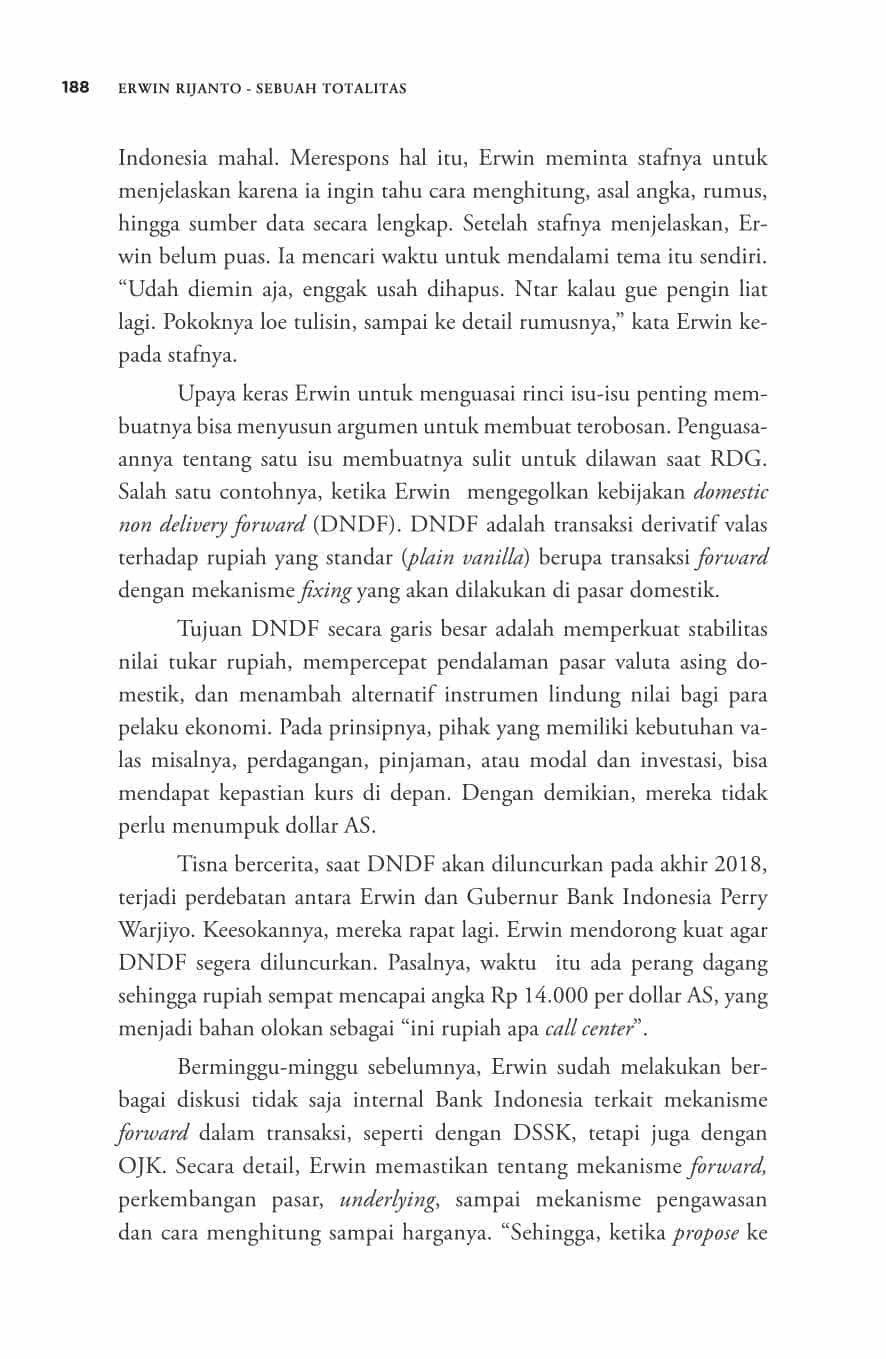 188 ERWIN RIJANTO - SEBUAH TOTALITAS
Indonesia mahal. Merespons hal itu, Erwin meminta stafnya untuk
menjelaskan karena ia ingin tahu cara menghitung, asal angka, rumus,
hingga sumber data secara lengkap. Setelah stafnya menjelaskan, Er-
win belum puas. Ia mencari waktu untuk mendalami tema itu sendiri.
“Udah diemin aja, enggak usah dihapus. Ntar kalau gue pengin liat
lagi. Pokoknya loe tulisin, sampai ke detail rumusnya,” kata Erwin ke-
pada stafnya.
Upaya keras Erwin untuk menguasai rinci isu-isu penting mem-
buatnya bisa menyusun argumen untuk membuat terobosan. Penguasa-
annya tentang satu isu membuatnya sulit untuk dilawan saat RDG.
Salah satu contohnya, ketika Erwin mengegolkan kebijakan domestic
non delivery forward (DNDF). DNDF adalah transaksi derivatif valas
terhadap rupiah yang standar (plain vanilla) berupa transaksi forward
dengan mekanisme fixing yang akan dilakukan di pasar domestik.
Tujuan DNDF secara garis besar adalah memperkuat stabilitas
nilai tukar rupiah, mempercepat pendalaman pasar valuta asing do-
mestik, dan menambah alternatif instrumen lindung nilai bagi para
pelaku ekonomi. Pada prinsipnya, pihak yang memiliki kebutuhan va-
las misalnya, perdagangan, pinjaman, atau modal dan investasi, bisa
mendapat kepastian kurs di depan. Dengan demikian, mereka tidak
perlu menumpuk dollar AS.
Tisna bercerita, saat DNDF akan diluncurkan pada akhir 2018,
terjadi perdebatan antara Erwin dan Gubernur Bank Indonesia Perry
Warjiyo. Keesokannya, mereka rapat lagi. Erwin mendorong kuat agar
DNDF segera diluncurkan. Pasalnya, waktu itu ada perang dagang
sehingga rupiah sempat mencapai angka Rp 14.000 per dollar AS, yang
menjadi bahan olokan sebagai “ini rupiah apa call center”.
Berminggu-minggu sebelumnya, Erwin sudah melakukan ber-
bagai diskusi tidak saja internal Bank Indonesia terkait mekanisme
forward dalam transaksi, seperti dengan DSSK, tetapi juga dengan
OJK. Secara detail, Erwin memastikan tentang mekanisme forward,
perkembangan pasar, underlying, sampai mekanisme pengawasan
dan cara menghitung sampai harganya. “Sehingga, ketika propose ke